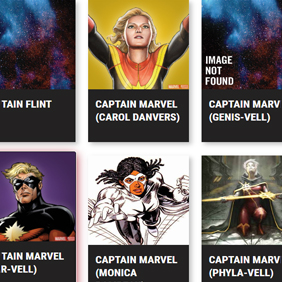 IMAGE
NOT
FOUND
TAIN FLINT
CAPTAIN MARVEL
(CAROL DANVERS)
CAPTAIN MARV
(GENIS-VELL)
TAIN MARVEL
R-VELL)
CAPTAIN MARVEL
(MONICA
CAPTAIN MARV
(PHYLA-VELL)